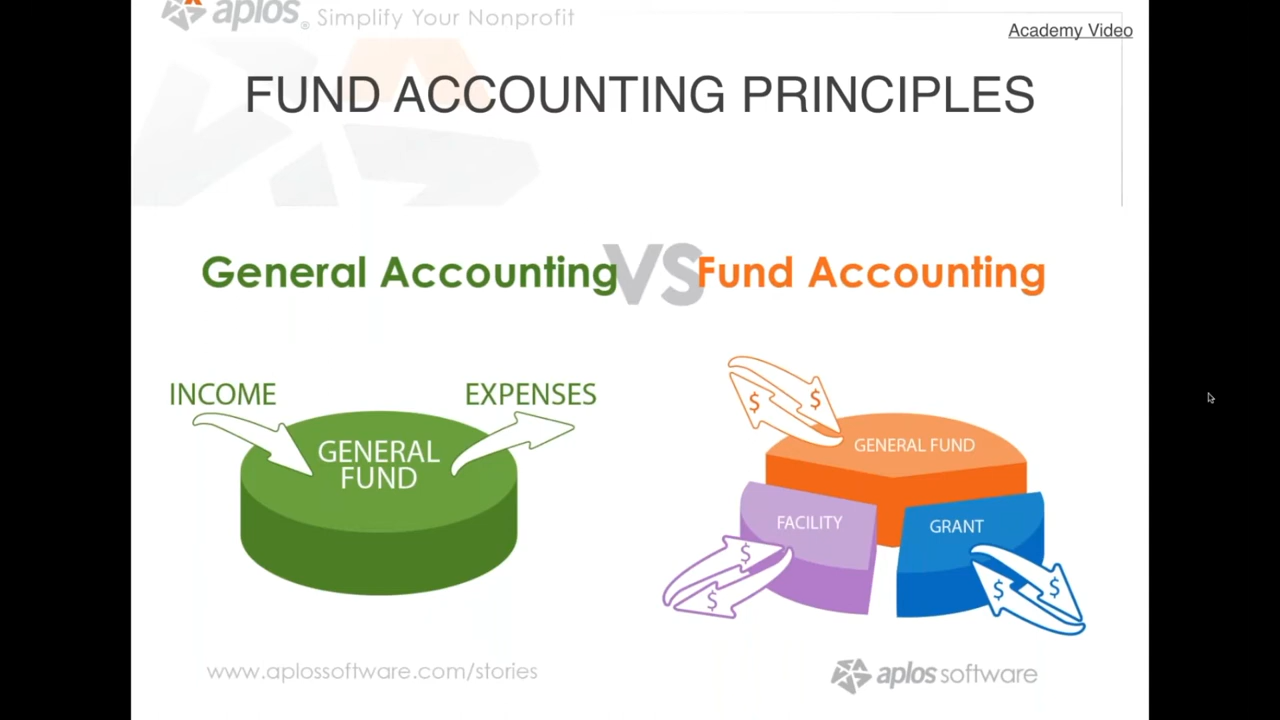 aplos® Simplify Your Nonprofit
Academy Video
FUND ACCOUNTING PRINCIPLES
General Accounting VS Fund Accounting
INCOME
EXPENSES
GENERAL
FUND
$ $
GENERAL FUND
FACILITY
GRANT
$ $
$ $
www.aplossoftware.com/stories
aplos software